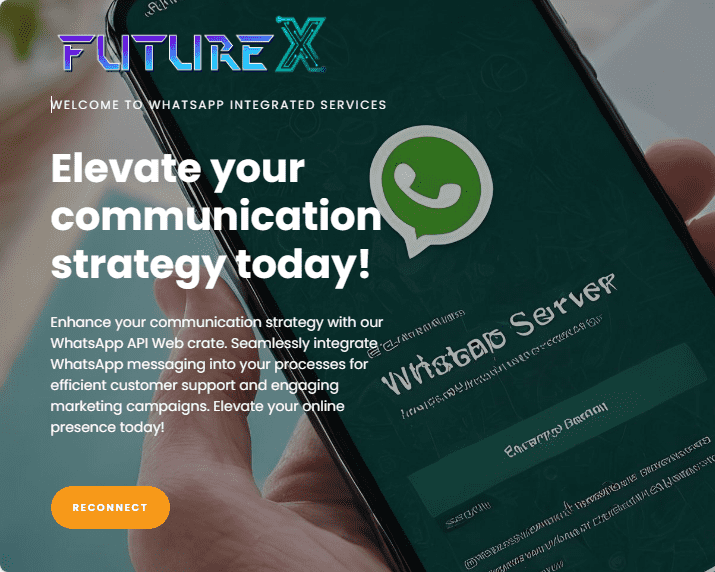 FUTUREX
WELCOME TO WHATSAPP INTEGRATED SERVICES
Elevate your
communication
strategy today!
Enhance your communication strategy with our
WhatsApp API Web crate. Seamlessly integrate
WhatsApp messaging into your processes for
efficient customer support and engaging
marketing campaigns. Elevate your online
presence today!
RECONNECT
Server